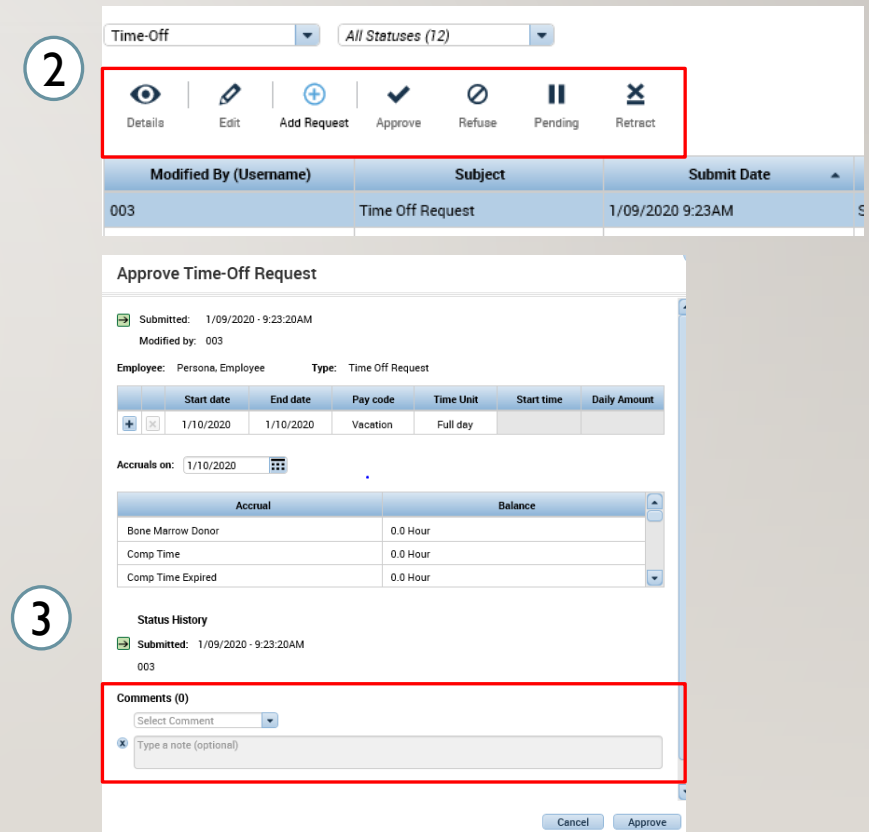 2
Time-Off All Statuses (12)
Details Edit Add Request Approve Refuse Pending Retract
Modified By (Username) Subject Submit Date
003 Time Off Request 1/09/2020 9:23AM S
Approve Time-Off Request
Submitted: 1/09/2020 - 9:23:20AM
Modified by: 003
Employee: Persona, Employee Type: Time Off Request
Start date End date Pay code Time Unit Start time Daily Amount
1/10/2020 1/10/2020 Vacation Full day
Accruals on: 1/10/2020
Accrual Balance
Bone Marrow Donor 0.0 Hour
Comp Time 0.0 Hour
Comp Time Expired 0.0 Hour
3
Status History
Submitted: 1/09/2020 - 9:23:20AM
003
Comments (0)
Select Comment
Type a note (optional)
Cancel Approve